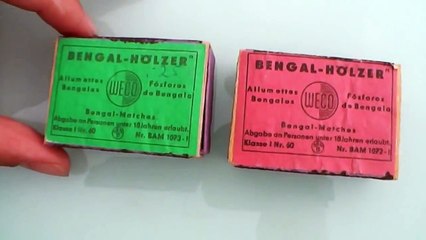 BENGAL-HÖLZER"
Allumettes
Bengales
WECO
Fósforos
de Bengala
Bengal-Matches
Abgabe an Personen unter 18 Jahren erlaubt.
Klasse I Nr. 60
Nr. BAM 1073-I
BENGAL-HÖLZER"
Allumettes
Bengales
WECO
Fósforos
de Bengala
Bengal-Matches
Abgabe an Personen unter 18 Jahren erlaubt.
Klasse I Nr. 60
Nr. BAM 1073-I